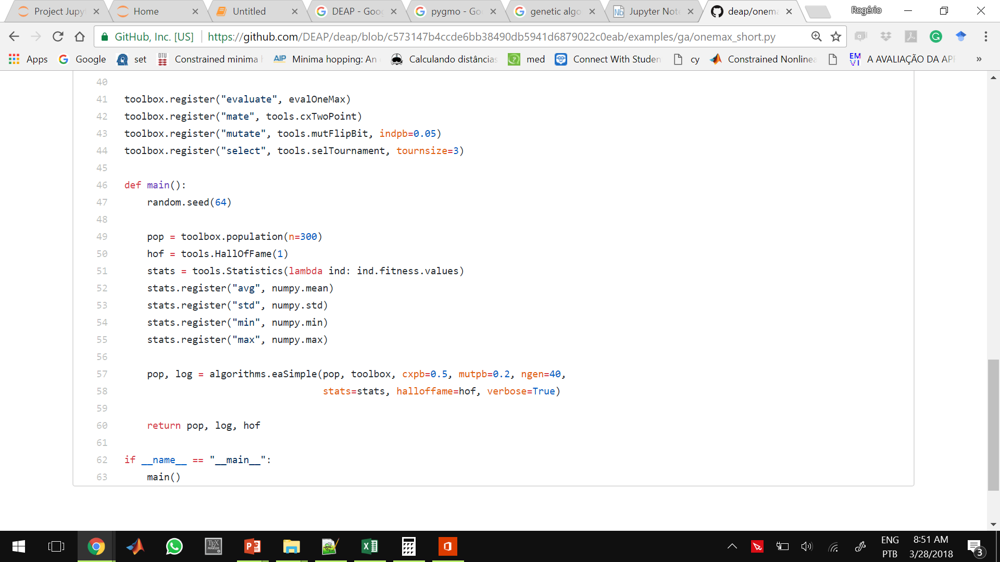 Project Jupy
Home
Untitled
DEAP - Goo
pygmo - Go
genetic algo
Jupyter Note
deap/onema
Rogério
GitHub, Inc. [US]
https://github.com/DEAP/deap/blob/c573147b4ccde6bb38490db5941d6879022c0eab/examples/ga/onemax_short.py
Apps
Google
set
Constrained minima h
AIP Minima hopping: An
Calculando distâncias
med
Connect With Studen
cy
Constrained Nonlinea
EMVI A AVALIAÇÃO DA APR
»
40
41 toolbox.register("evaluate", evalOneMax)
42 toolbox.register("mate", tools.cxTwoPoint)
43 toolbox.register("mutate", tools.mutFlipBit, indpb=0.05)
44 toolbox.register("select", tools.selTournament, tournsize=3)
45
46 def main():
47     random.seed(64)
48
49     pop = toolbox.population(n=300)
50     hof = tools.HallOfFame(1)
51     stats = tools.Statistics(lambda ind: ind.fitness.values)
52     stats.register("avg", numpy.mean)
53     stats.register("std", numpy.std)
54     stats.register("min", numpy.min)
55     stats.register("max", numpy.max)
56
57     pop, log = algorithms.eaSimple(pop, toolbox, cxpb=0.5, mutpb=0.2, ngen=40,
58                                    stats=stats, halloffame=hof, verbose=True)
59
60     return pop, log, hof
61
62 if __name__ == "__main__":
63     main()
ENG
PTB
8:51 AM
3/28/2018
3